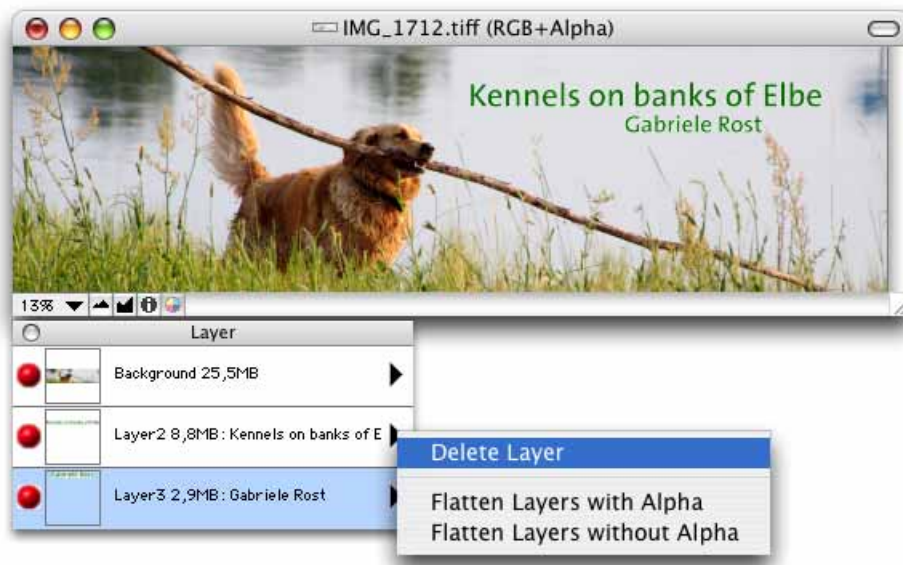 IMG_1712.tiff (RGB+Alpha)
Kennels on banks of Elbe
Gabriele Rost
13%
Layer
Background 25,5MB
Layer2 8,8MB: Kennels on banks of E
Layer3 2,9MB: Gabriele Rost
Delete Layer
Flatten Layers with Alpha
Flatten Layers without Alpha